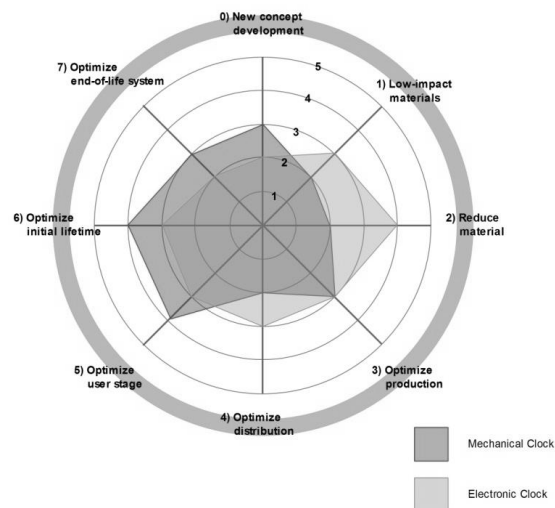 0) New concept
development
7) Optimize
end-of-life system
5
4
1) Low-impact
materials
3
2
1
6) Optimize
initial lifetime
2) Reduce
material
5) Optimize
user stage
3) Optimize
production
4) Optimize
distribution
Mechanical Clock
Electronic Clock